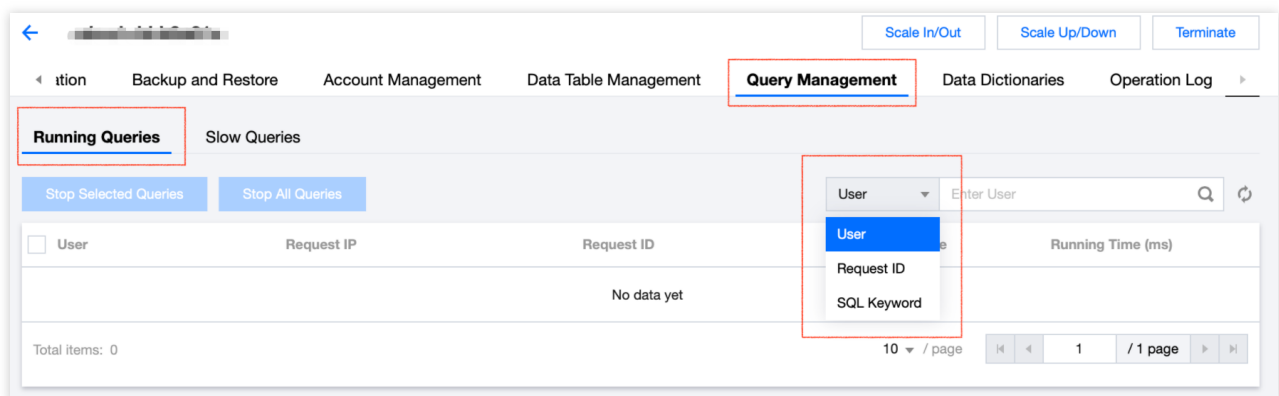 Scale In/Out Scale Up/Down Terminate
ation Backup and Restore Account Management Data Table Management Query Management Data Dictionaries Operation Log
Running Queries Slow Queries
Stop Selected Queries Stop All Queries User Enter User
User Request IP Request ID e Running Time (ms)
User
Request ID
SQL Keyword
No data yet
Total items: 0 10 / page 1 / 1 page